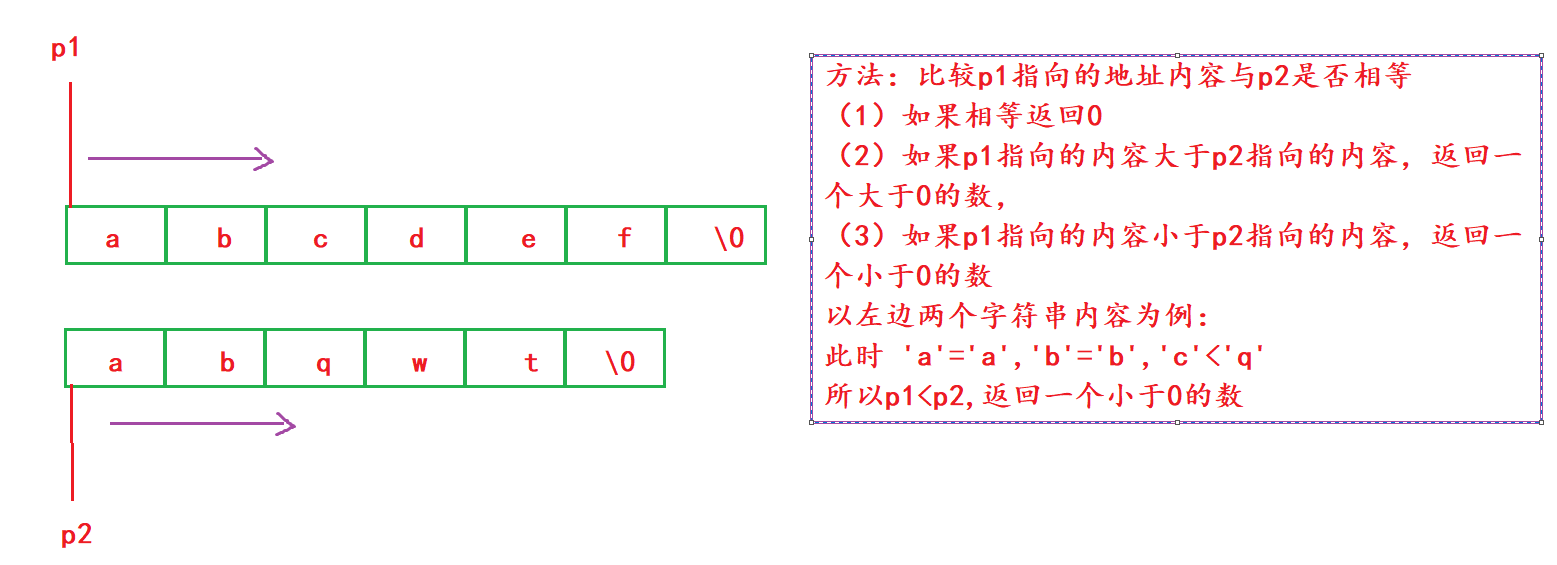 p1
a b c d e f \0
a b q w t \0
p2
方法：比较p1指向的地址内容与p2是否相等
（1）如果相等返回0
（2）如果p1指向的内容大于p2指向的内容，返回一
个大于0的数，
（3）如果p1指向的内容小于p2指向的内容，返回一
个小于0的数
以左边两个字符串内容为例：
此时 'a'='a','b'='b','c'<'q'
所以p1<p2,返回一个小于0的数